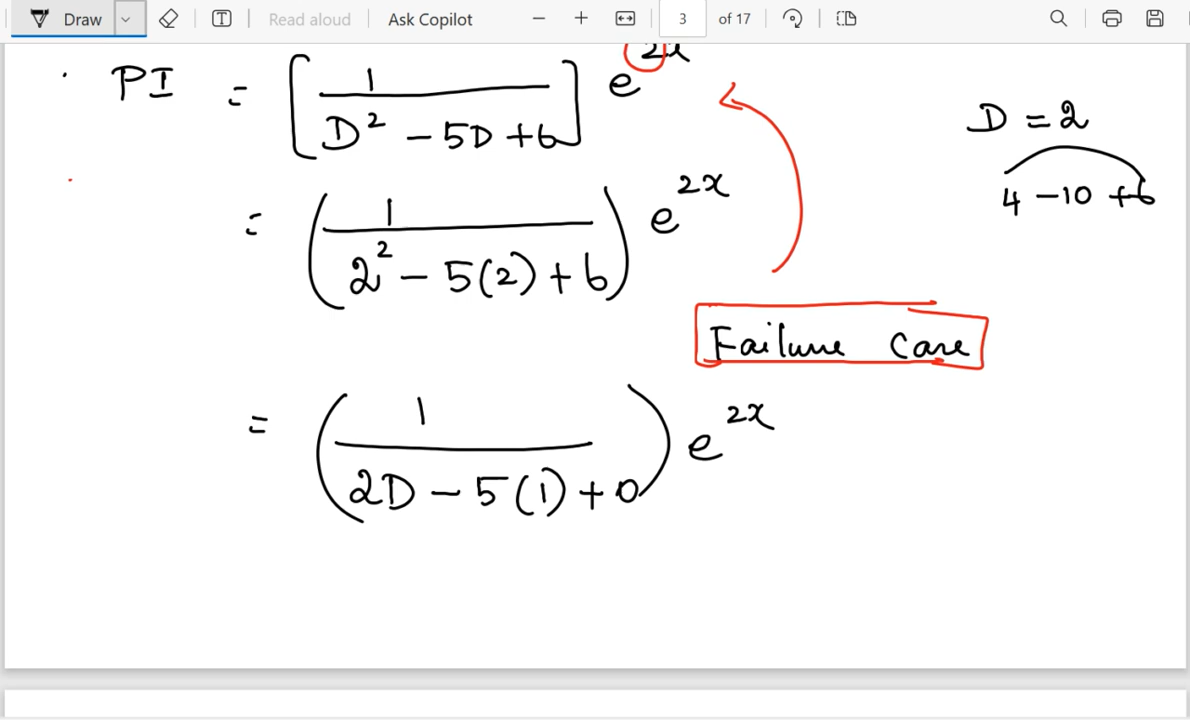 Draw
Read aloud
Ask Copilot
3 of 17
PI = [1 / (D² - 5D + 6)] e^2x
D = 2
4 - 10 + 6
= (1 / (2² - 5(2) + 6)) e^2x
Failure Case
= (1 / (2D - 5(1) + 0)) e^2x